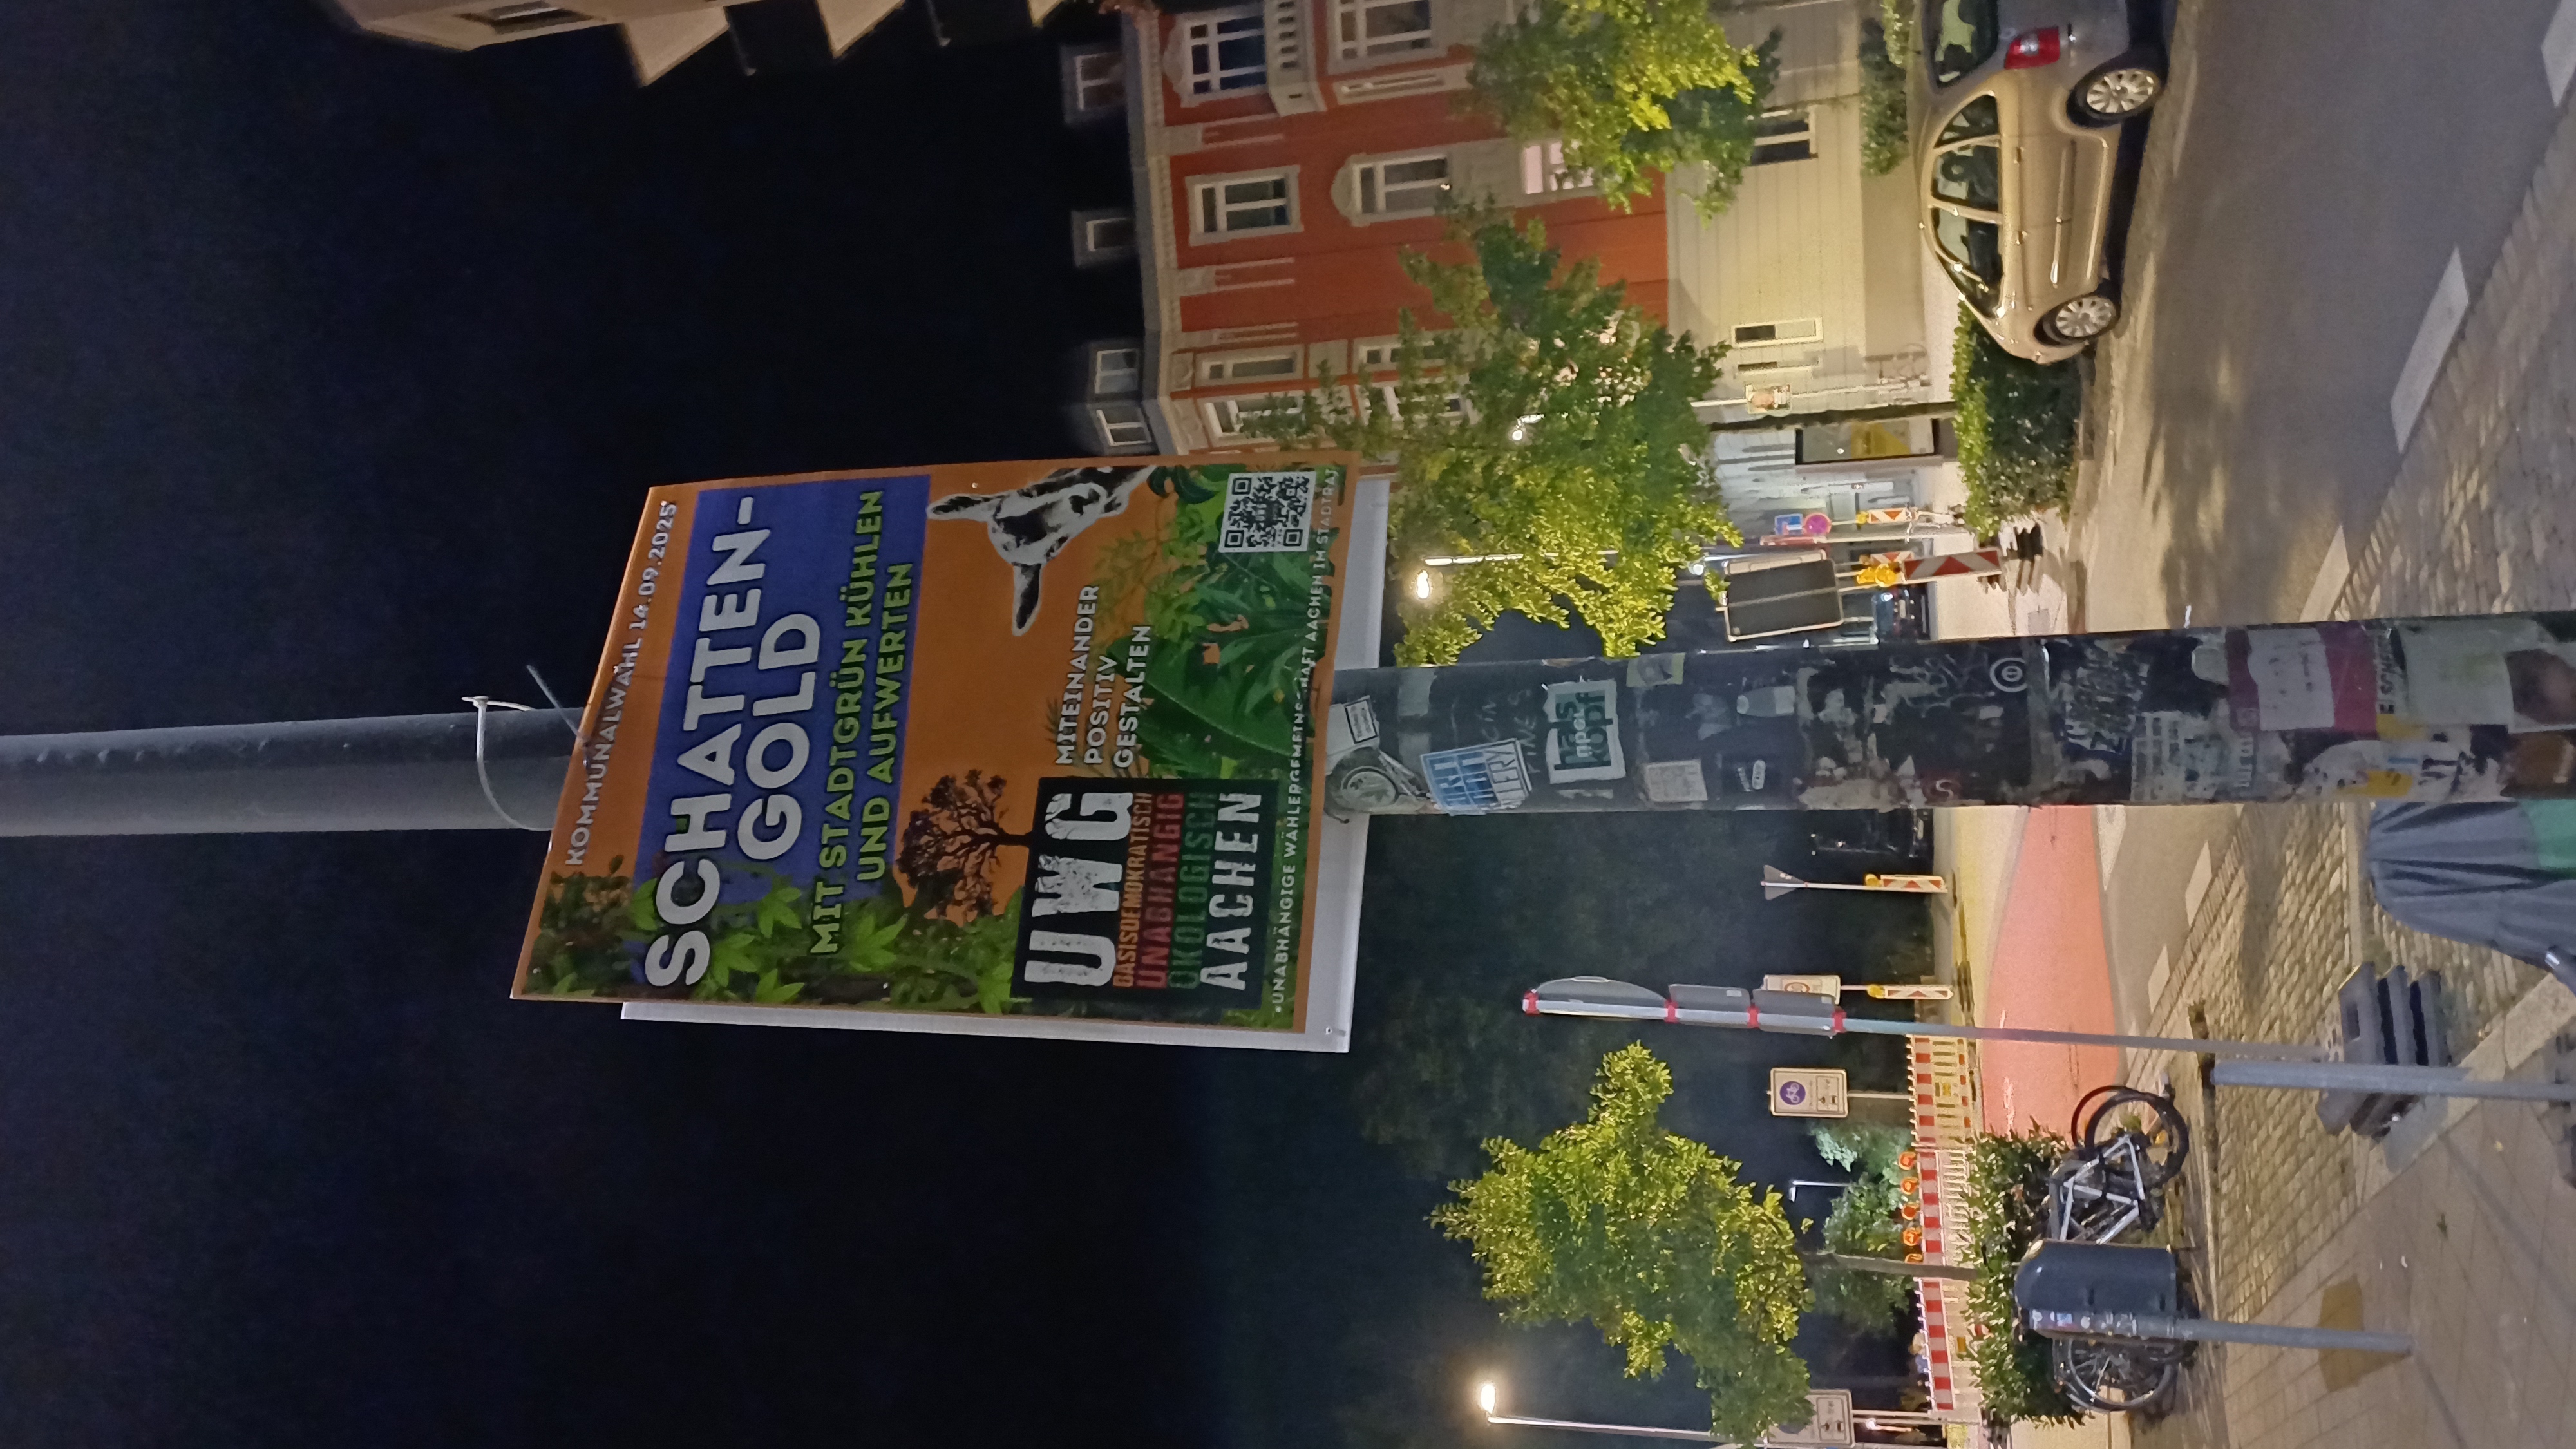 KOMMUNALWAHL 14.09.2025
SCHATTEN-
GOLD
MIT STADTGRÜN KÜHLEN
UND AUFWERTEN
UWG
BASISDEMOKRATISCH
UNABHÄNGIG
ÖKOLOGISCH
AACHEN
MITEINANDER
POSITIV
GESTALTEN
UNABHÄNGIGE WÄHLERGEMEINSCHAFT AACHEN IM STADTRAT
hals
kopf